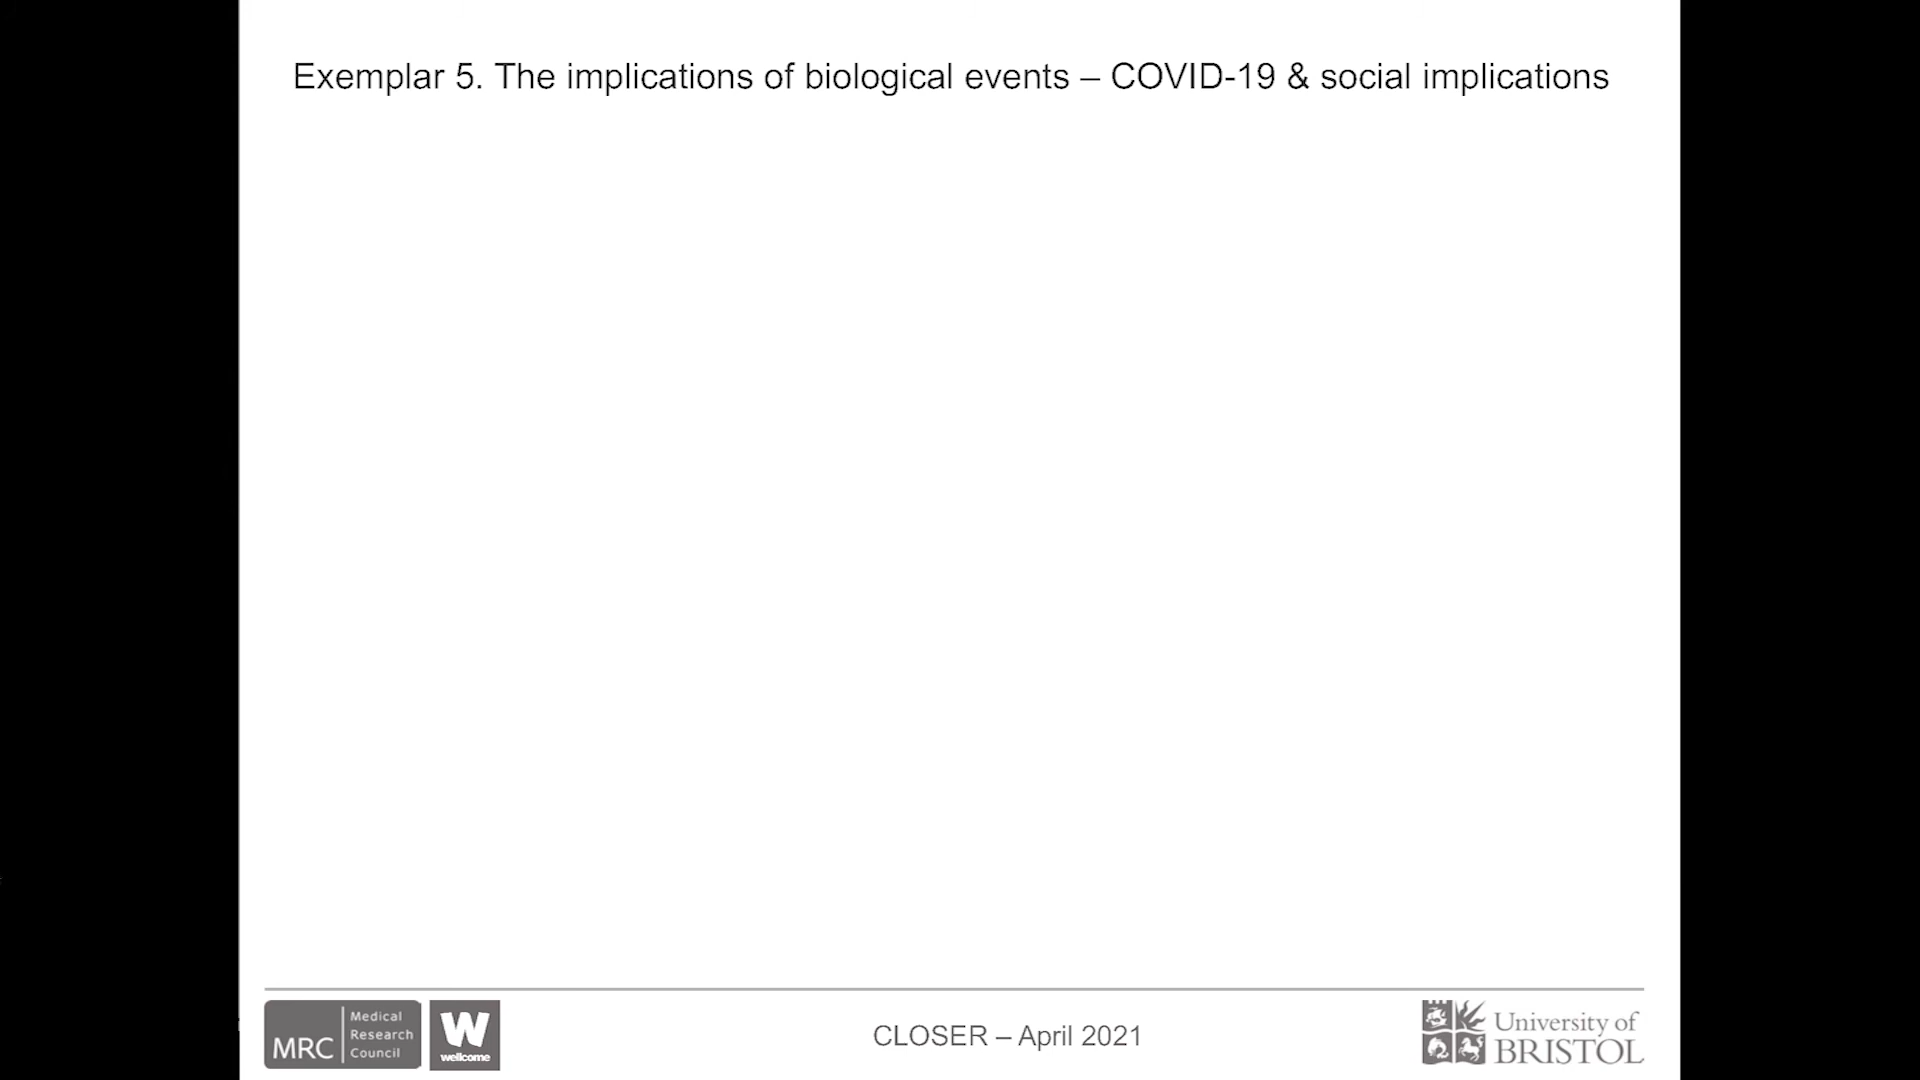 Exemplar 5. The implications of biological events – COVID-19 & social implications
MRC
Medical
Research
Council
W
wellcome
CLOSER – April 2021
University of
BRISTOL